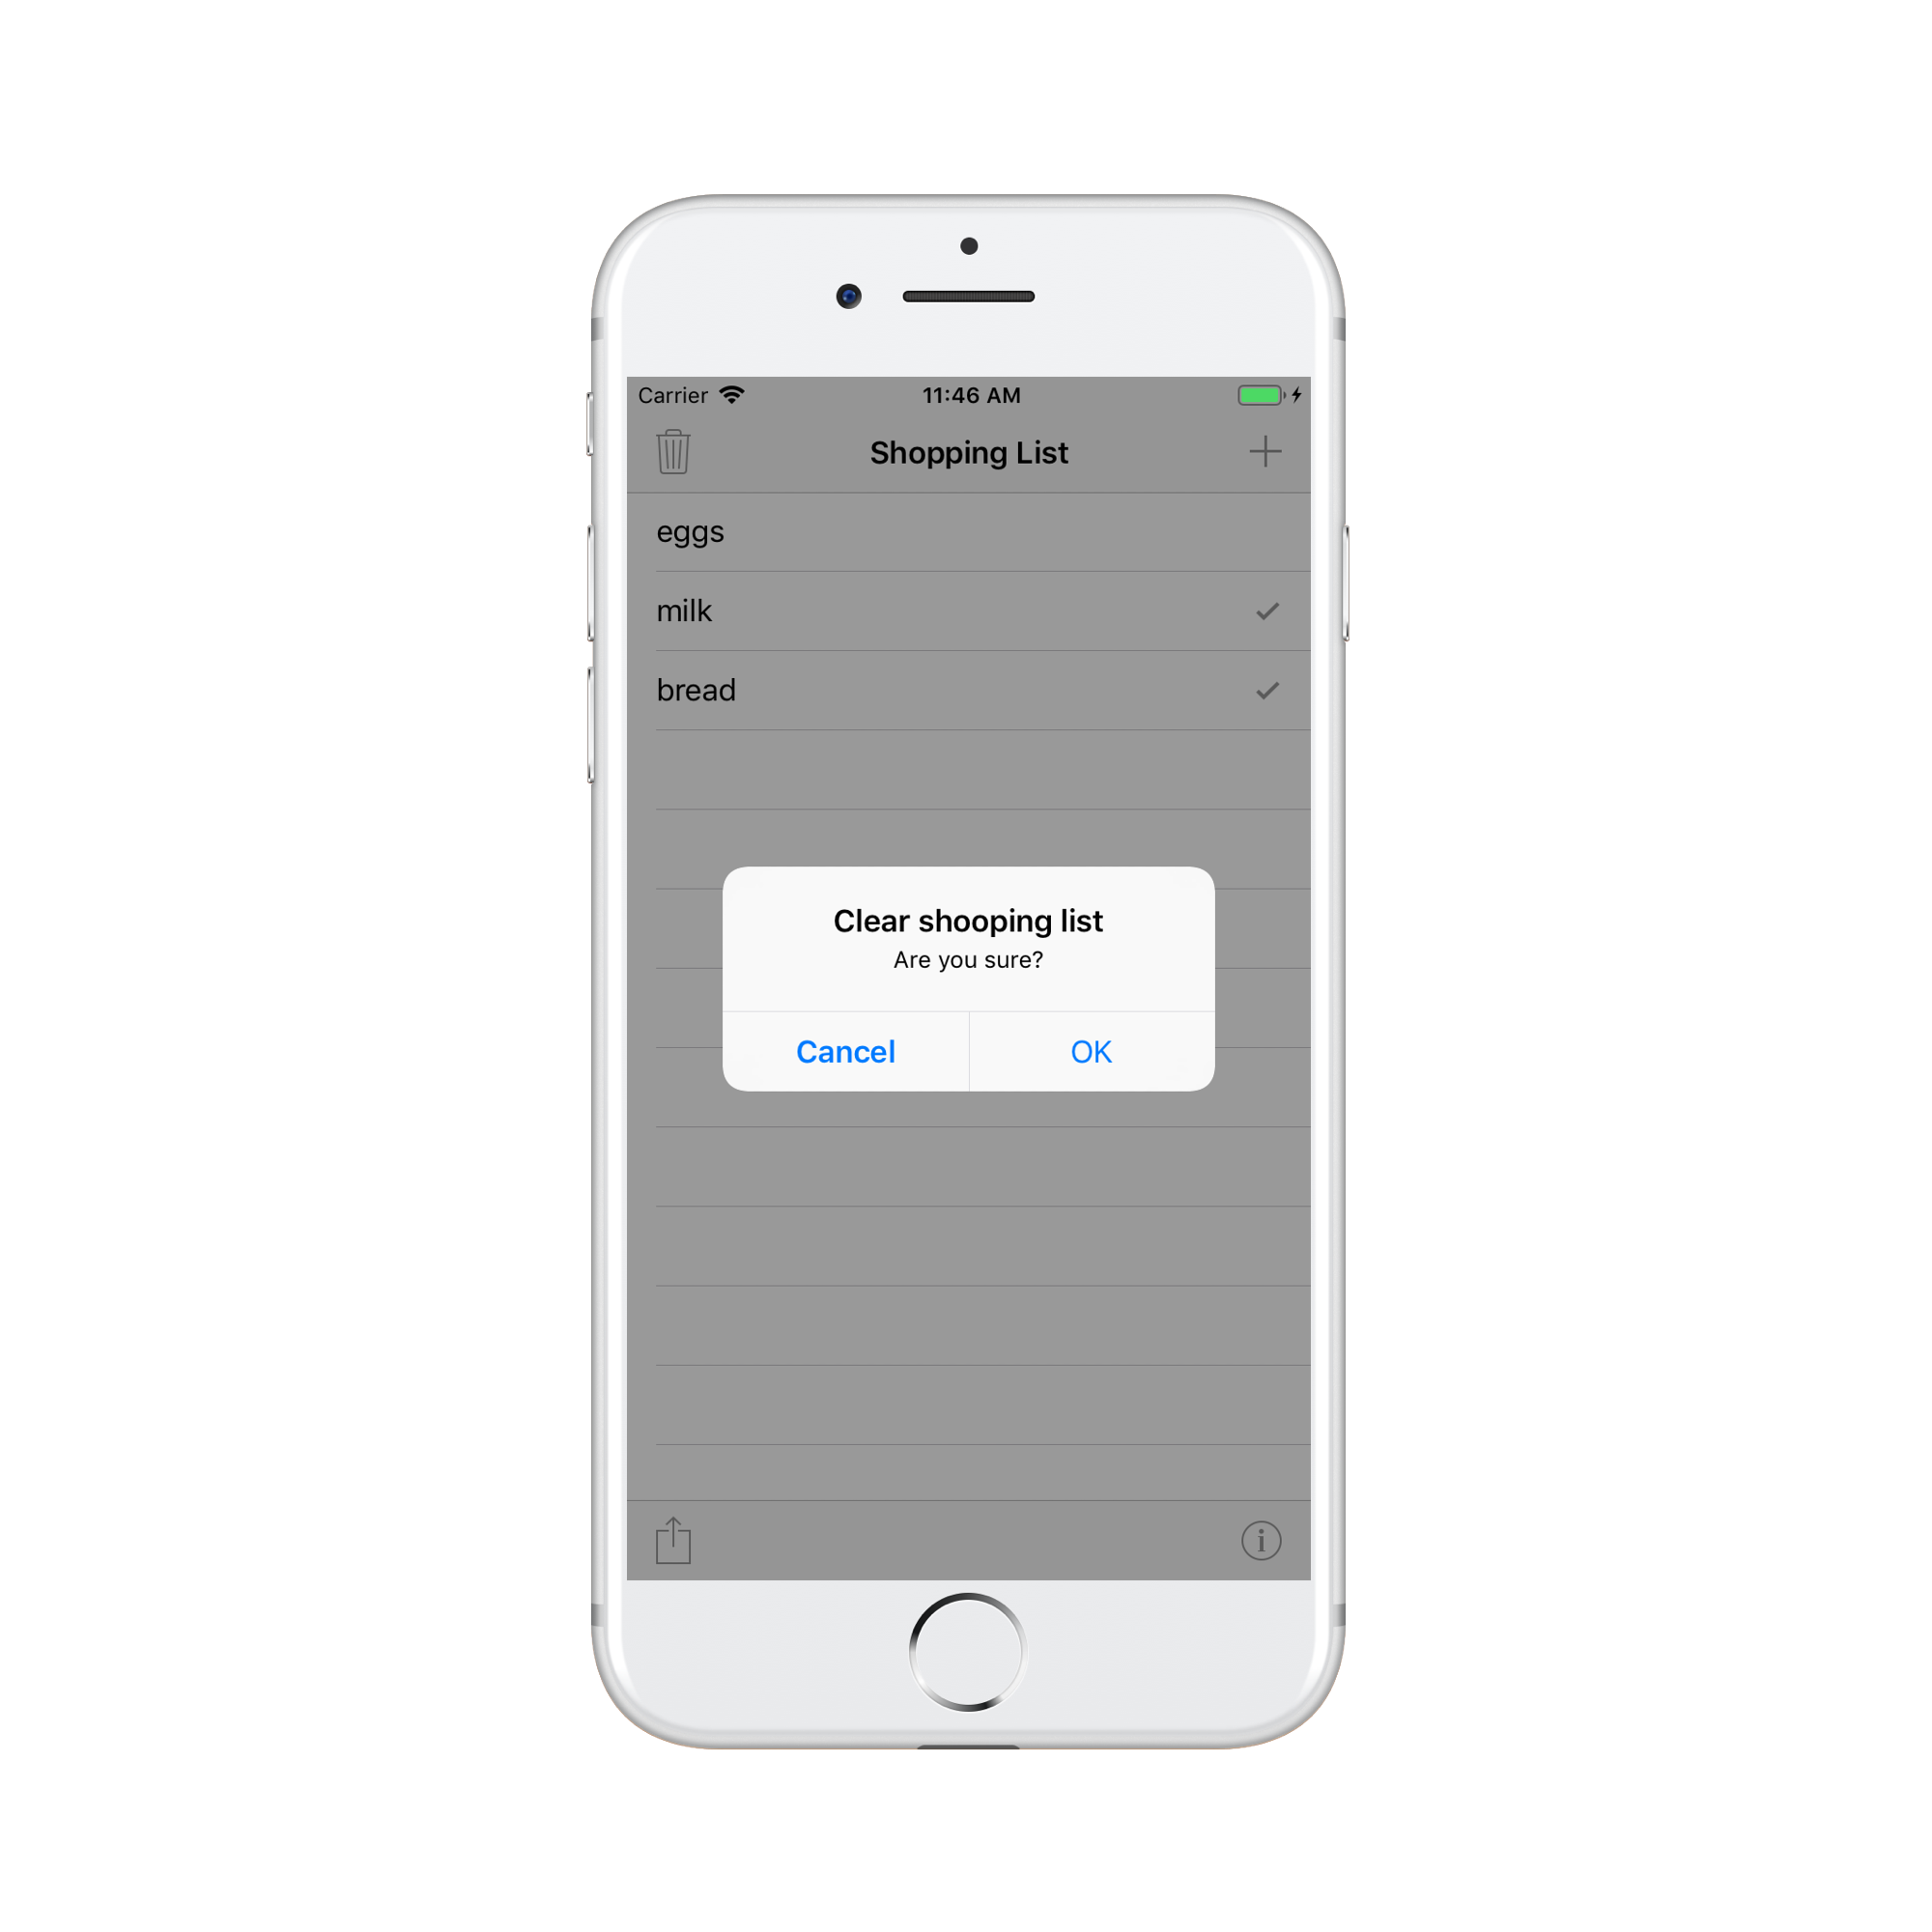 Carrier 11:46 AM
Shopping List
eggs
milk
bread
Clear shooping list
Are you sure?
Cancel OK